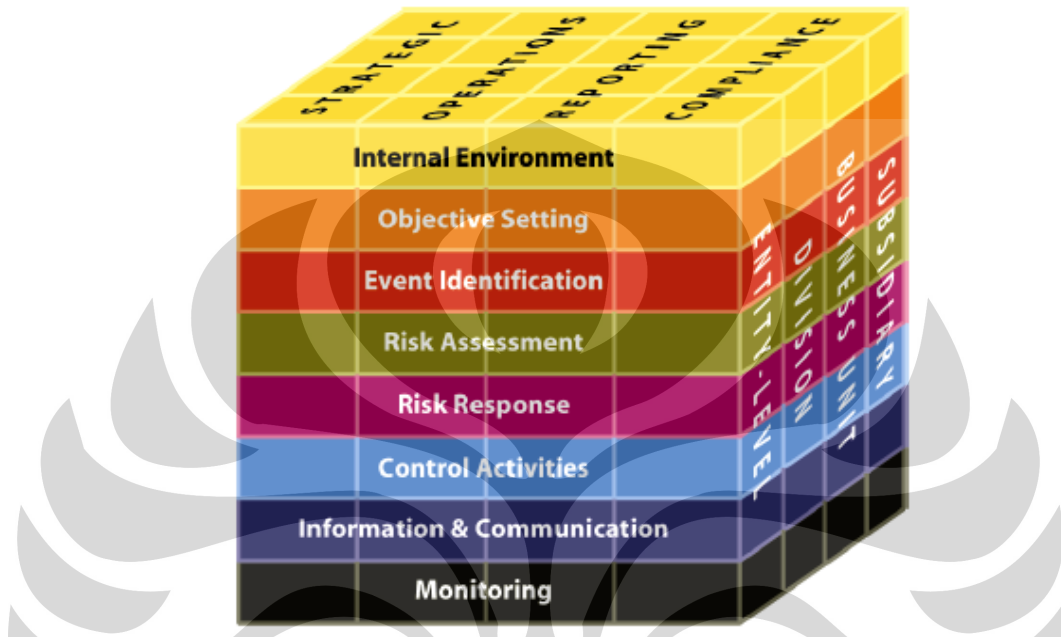 STRATEGIC
OPERATIONS
REPORTING
COMPLIANCE
Internal Environment
Objective Setting
Event Identification
Risk Assessment
Risk Response
Control Activities
Information & Communication
Monitoring
ENTITY-LEVEL
DIVISION
BUSINESS UNIT
SUBSIDIARY